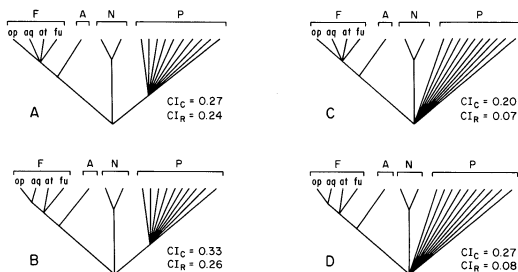 F A N P
op aq at fu
A
CI_C = 0.27
CI_R = 0.24
F A N P
op aq at fu
C
CI_C = 0.20
CI_R = 0.07
F A N P
op aq at fu
B
CI_C = 0.33
CI_R = 0.26
F A N P
op aq at fu
D
CI_C = 0.27
CI_R = 0.08